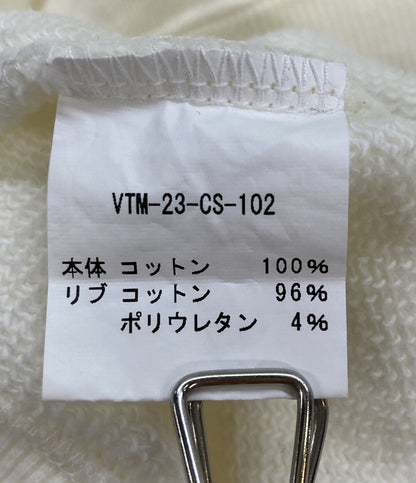 VTM-23-CS-102
本体 コットン 100%
リブ コットン 96%
ポリウレタン 4%